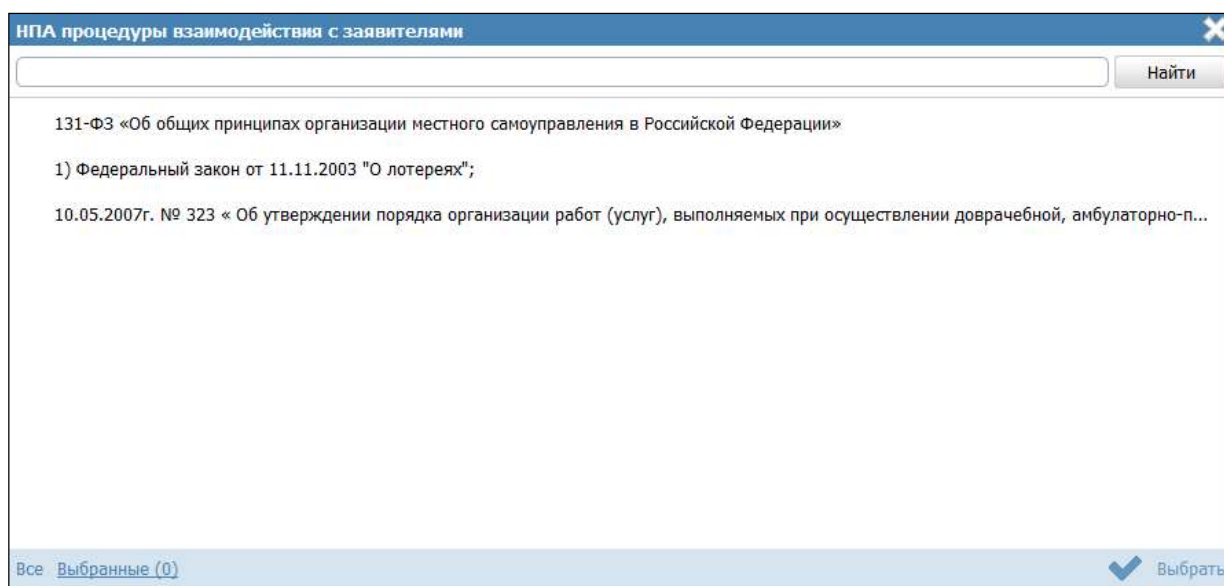 НПА процедуры взаимодействия с заявителями
Найти
131-ФЗ «Об общих принципах организации местного самоуправления в Российской Федерации»
1) Федеральный закон от 11.11.2003 "О лотереях";
10.05.2007г. № 323 « Об утверждении порядка организации работ (услуг), выполняемых при осуществлении доврачебной, амбулаторно-п...
Все Выбранные (0)
Выбрать